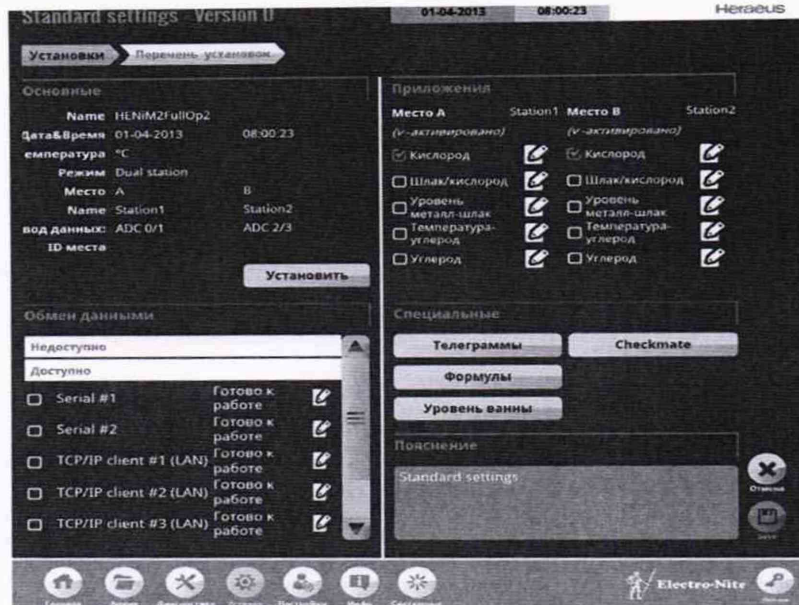 Standard settings - Version 0
01-04-2013
08:00:23
Heraeus
Установки
Перечень установок
Основные
Name HENiM2FullOp2
Дата&Время 01-04-2013 08:00:23
емпература °C
Режим Dual station
Место A B
Name Station1 Station2
вод данных: ADC 0/1 ADC 2/3
ID места
Установить
Приложения
Место A Station1 Место B Station2
(v -активировано) (v -активировано)
Кислород Кислород
Шлак/кислород Шлак/кислород
Уровень Уровень
металл-шлак металл-шлак
Температура- Температура-
углерод углерод
Углерод Углерод
Обмен данными
Недоступно
Доступно
Serial #1 Готово к
работе
Serial #2 Готово к
работе
TCP/IP client #1 (LAN) Готово к
работе
TCP/IP client #2 (LAN) Готово к
работе
TCP/IP client #3 (LAN) Готово к
работе
Специальные
Телеграммы Checkmate
Формулы
Уровень ванны
Пояснение
Standard settings
Отмена
Electro-Nite